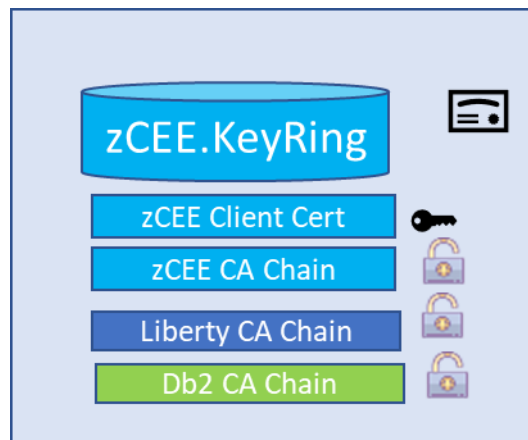 zCEE.KeyRing
zCEE Client Cert
zCEE CA Chain
Liberty CA Chain
Db2 CA Chain